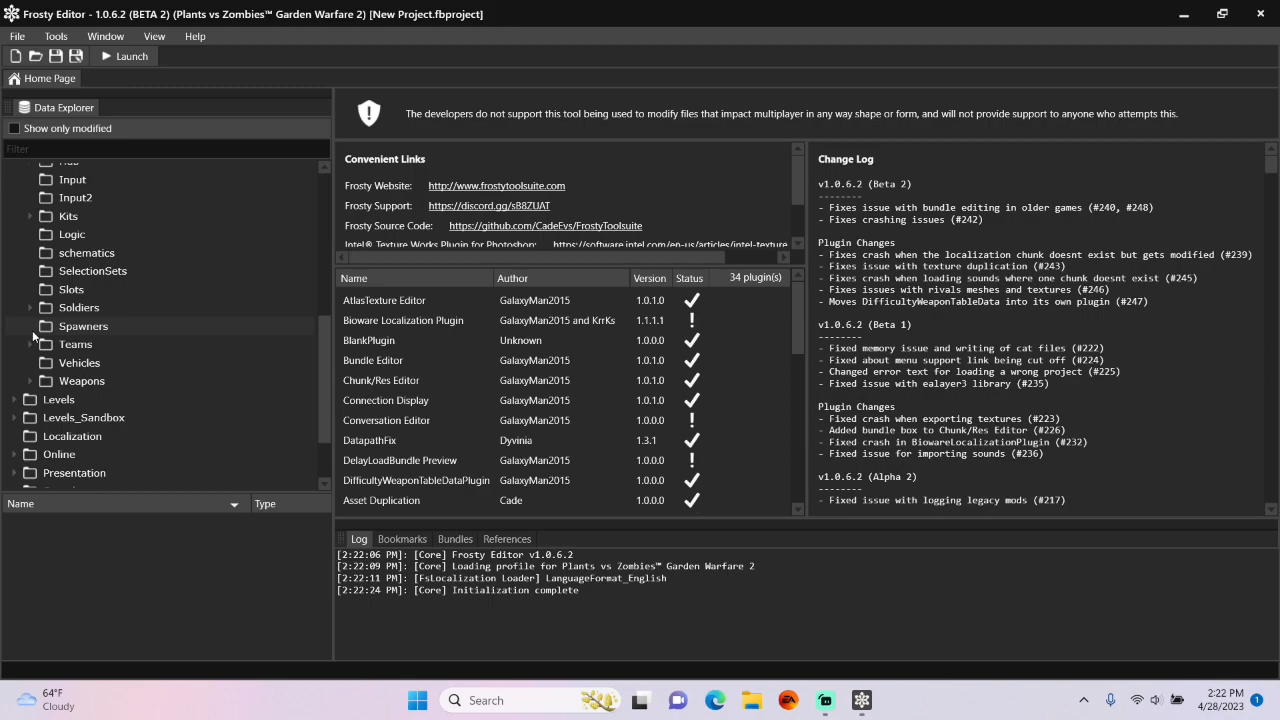 Frosty Editor - 1.0.6.2 (BETA 2) (Plants vs Zombies™ Garden Warfare 2) [New Project.fbproject]
File Tools Window View Help
Launch
Home Page
Data Explorer
Show only modified
Filter
Input
Input2
Kits
Logic
schematics
SelectionSets
Slots
Soldiers
Spawners
Teams
Vehicles
Weapons
Levels
Levels_Sandbox
Localization
Online
Presentation
Name Type
The developers do not support this tool being used to modify files that impact multiplayer in any way shape or form, and will not provide support to anyone who attempts this.
Convenient Links
Frosty Website: http://www.frostytoolsuite.com
Frosty Support: https://discord.gg/sB8ZUAT
Frosty Source Code: https://github.com/CadeEvs/FrostyToolsuite
Intel® Texture Works Plugin for Photoshop: https://software.intel.com/en-us/articles/intel-texture
Name Author Version Status 34 plugin(s)
AtlasTexture Editor GalaxyMan2015 1.0.1.0
Bioware Localization Plugin GalaxyMan2015 and KrrKs 1.1.1.1
BlankPlugin Unknown 1.0.0.0
Bundle Editor GalaxyMan2015 1.0.1.0
Chunk/Res Editor GalaxyMan2015 1.0.1.0
Connection Display GalaxyMan2015 1.0.1.0
Conversation Editor GalaxyMan2015 1.0.0.0
DatapathFix Dyvinia 1.3.1
DelayLoadBundle Preview GalaxyMan2015 1.0.0.0
DifficultyWeaponTableDataPlugin GalaxyMan2015 1.0.0.0
Asset Duplication Cade 1.0.0.0
Change Log
v1.0.6.2 (Beta 2)
--------
- Fixes issue with bundle editing in older games (#240, #248)
- Fixes crashing issues (#242)
Plugin Changes
- Fixes crash when the localization chunk doesnt exist but gets modified (#239)
- Fixes issue with texture duplication (#243)
- Fixes crash when loading sounds where one chunk doesnt exist (#245)
- Fixes issues with rivals meshes and textures (#246)
- Moves DifficultyWeaponTableData into its own plugin (#247)
v1.0.6.2 (Beta 1)
--------
- Fixed memory issue and writing of cat files (#222)
- Fixed about menu support link being cut off (#224)
- Changed error text for loading a wrong project (#225)
- Fixed issue with ealayer3 library (#235)
Plugin Changes
- Fixed crash when exporting textures (#223)
- Added bundle box to Chunk/Res Editor (#226)
- Fixed crash in BiowareLocalizationPlugin (#232)
- Fixed issue for importing sounds (#236)
v1.0.6.2 (Alpha 2)
--------
- Fixed issue with logging legacy mods (#217)
Log Bookmarks Bundles References
[2:22:06 PM]: [Core] Frosty Editor v1.0.6.2
[2:22:09 PM]: [Core] Loading profile for Plants vs Zombies™ Garden Warfare 2
[2:22:11 PM]: [FsLocalization Loader] LanguageFormat_English
[2:22:24 PM]: [Core] Initialization complete
64°F
Cloudy
Search
EA
2:22 PM
4/28/2023
1